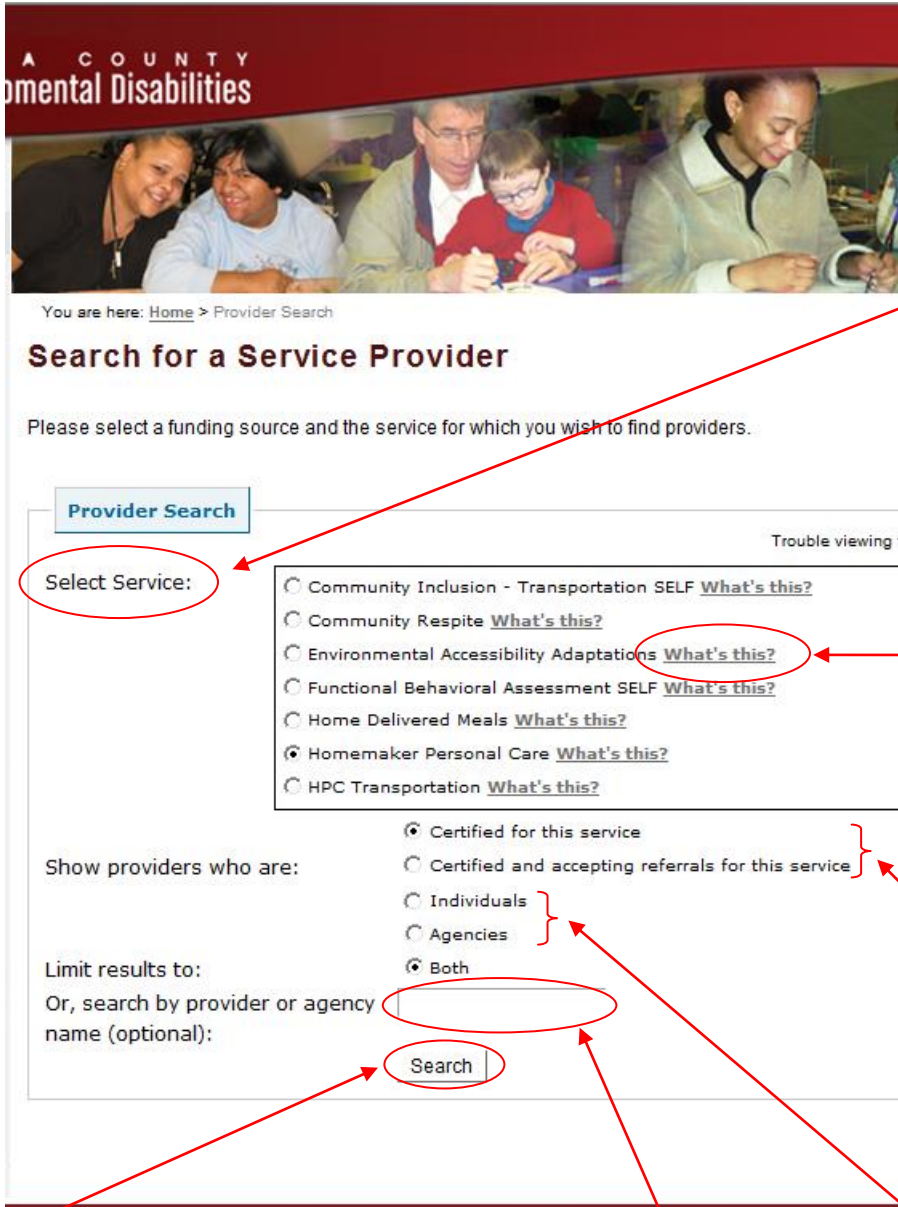 A COUNTY
omental Disabilities
You are here: Home > Provider Search
Search for a Service Provider
Please select a funding source and the service for which you wish to find providers.
Provider Search
Trouble viewing
Select Service:
Community Inclusion - Transportation SELF What's this?
Community Respite What's this?
Environmental Accessibility Adaptations What's this?
Functional Behavioral Assessment SELF What's this?
Home Delivered Meals What's this?
Homemaker Personal Care What's this?
HPC Transportation What's this?
Certified for this service
Show providers who are:
Certified and accepting referrals for this service
Individuals
Agencies
Limit results to:
Both
Or, search by provider or agency
name (optional):
Search